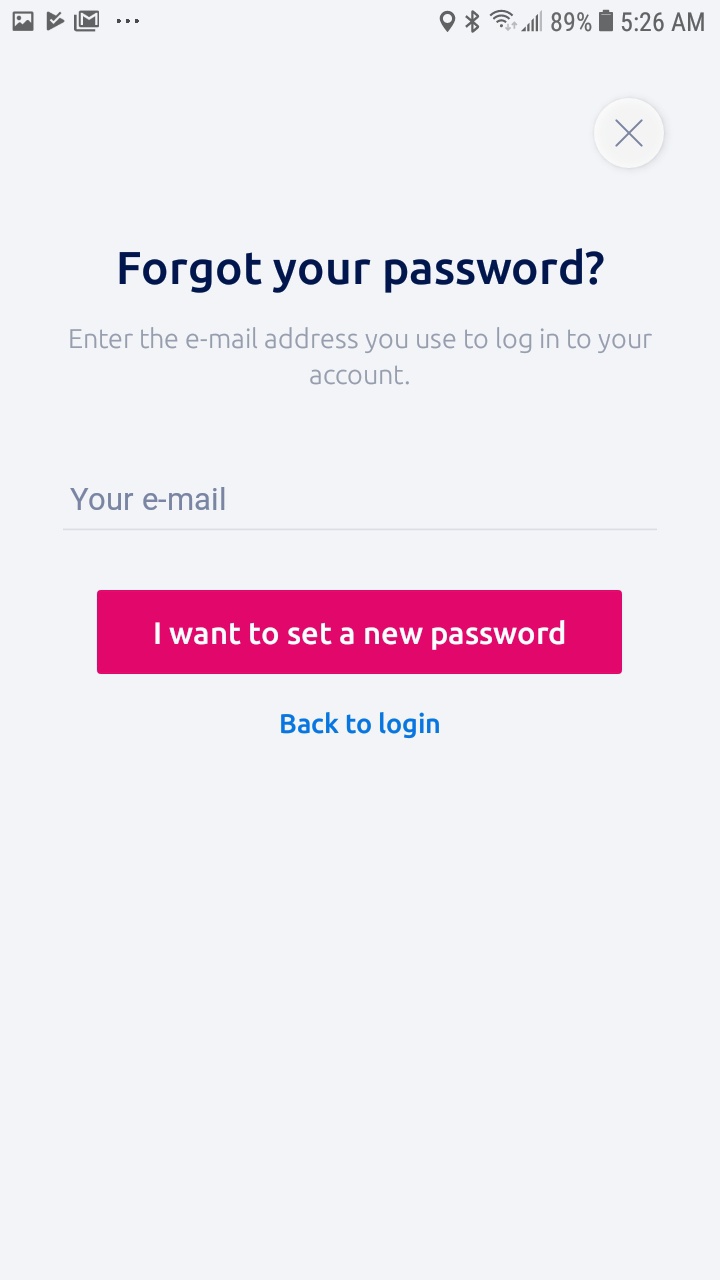 89% 5:26 AM
Forgot your password?
Enter the e-mail address you use to log in to your
account.
Your e-mail
I want to set a new password
Back to login